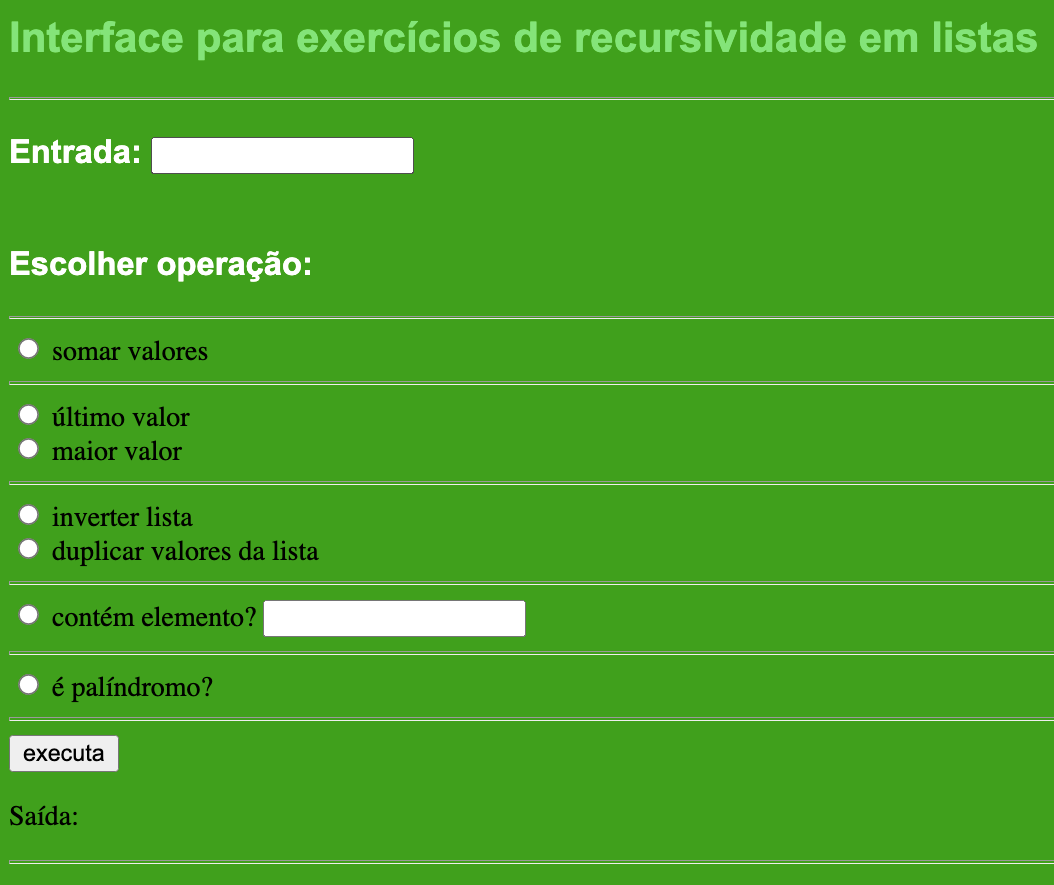 Interface para exercícios de recursividade em listas
Entrada:
Escolher operação:
somar valores
último valor
maior valor
inverter lista
duplicar valores da lista
contém elemento?
é palíndromo?
executa
Saída: